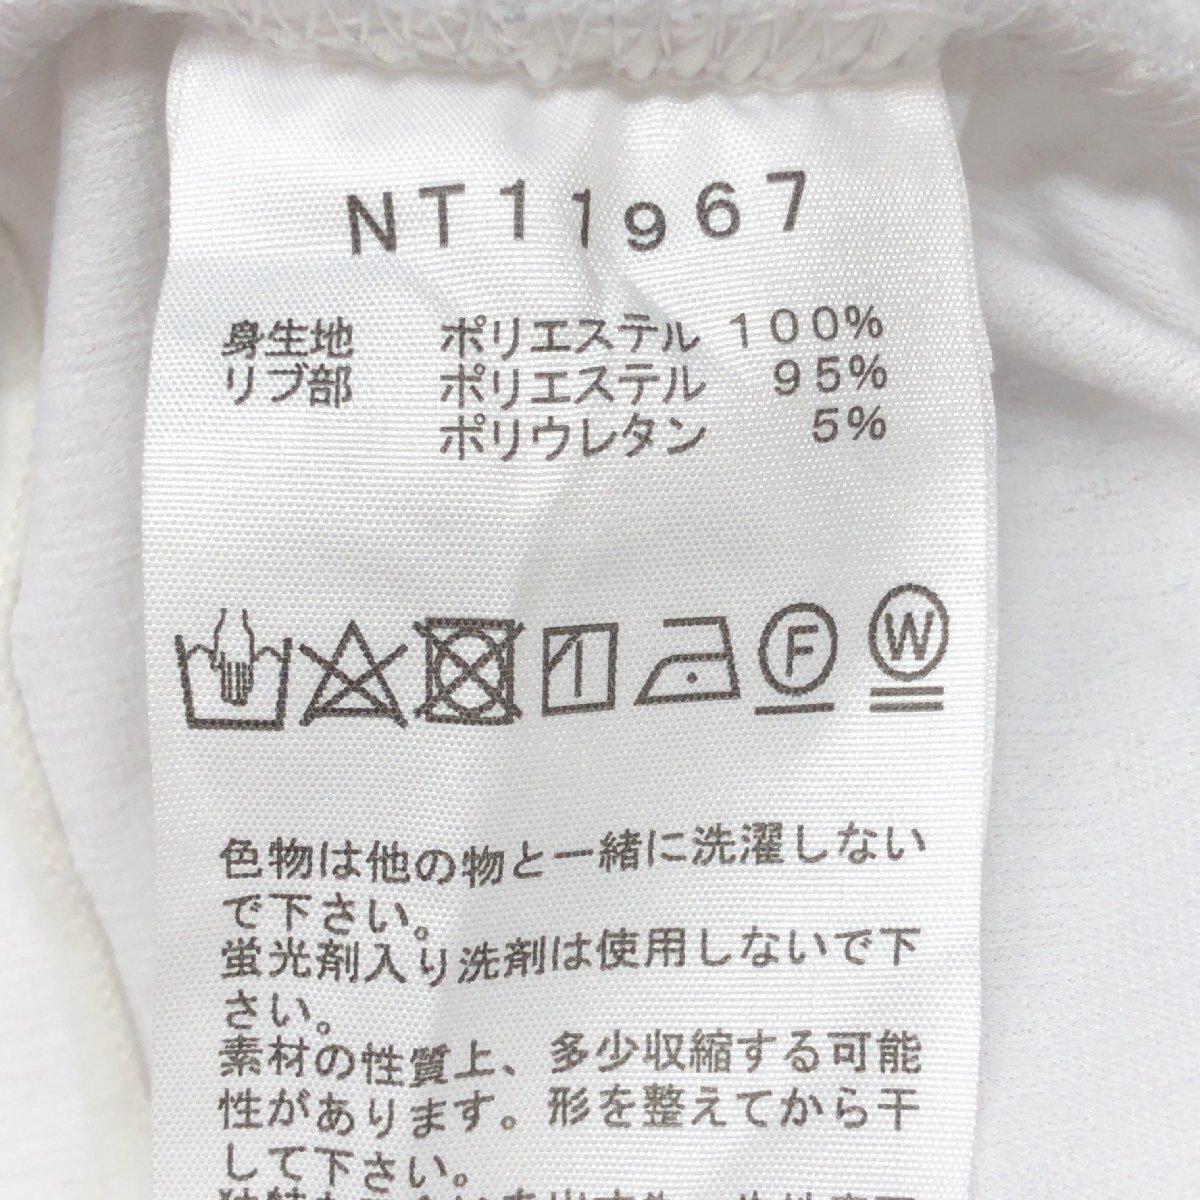 NT11967
身生地 ポリエステル 100%
リブ部 ポリエステル 95%
ポリウレタン 5%
1 F W
色物は他の物と一緒に洗濯しない
で下さい。
蛍光剤入り洗剤は使用しないで下
さい。
素材の性質上、多少収縮する可能
性があります。形を整えてから干
して下さい。